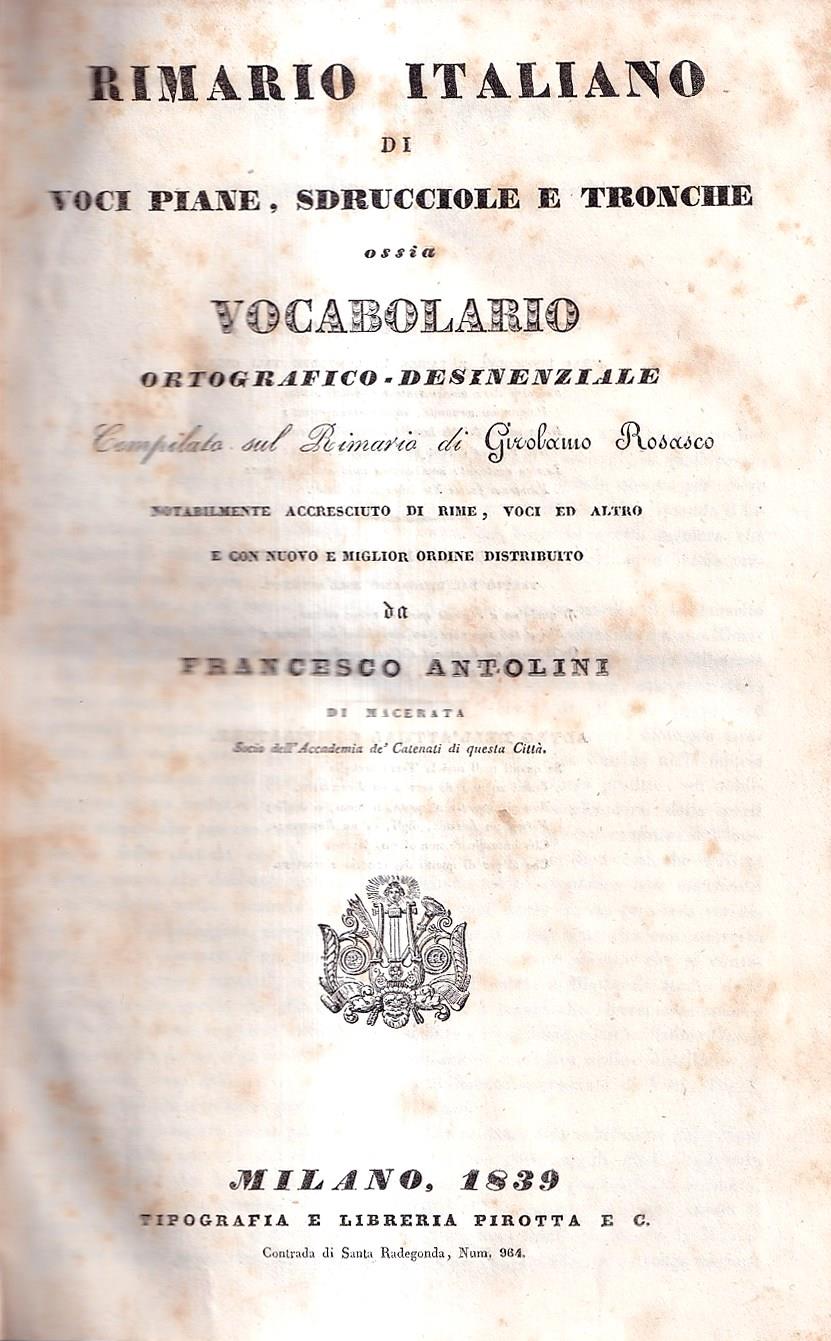 RIMARIO ITALIANO
DI
VOCI PIANE, SDRUCCIOLE E TRONCHE
ossia
VOCABOLARIO
ORTOGRAFICO-DESINENZIALE
Compilato sul Rimario di Girolamo Rosasco
NOTABILMENTE ACCRESCIUTO DI RIME, VOCI ED ALTRO
E CON NUOVO E MIGLIOR ORDINE DISTRIBUITO
da
FRANCESCO ANTOLINI
DI MACERATA
Socio dell'Accademia de' Catenati di questa Città.
MILANO, 1839
TIPOGRAFIA E LIBRERIA PIROTTA E C.
Contrada di Santa Radegonda, Num. 964.